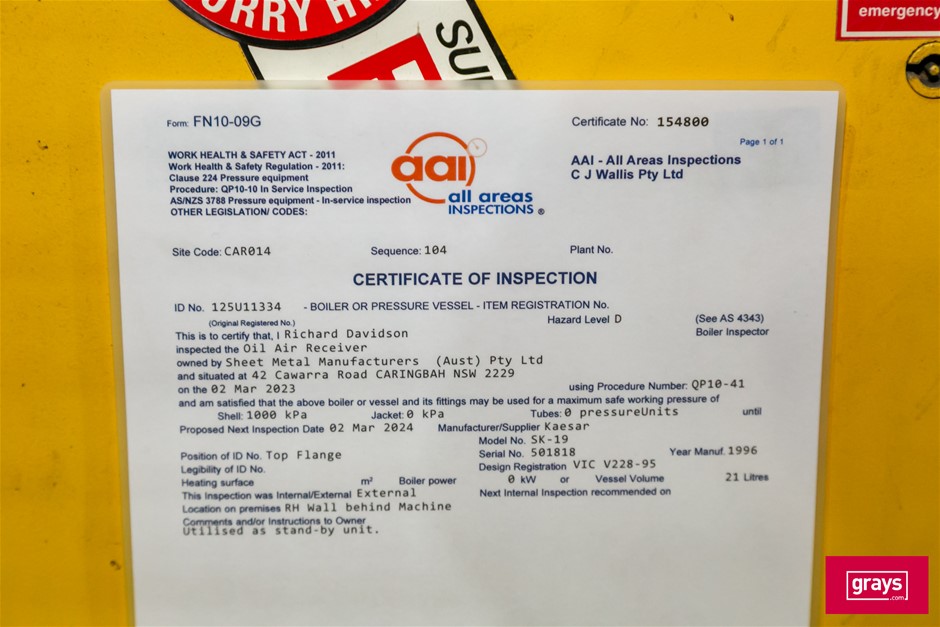 URRY H
SU
emergency
Form: FN10-09G
Certificate No: 154800
Page 1 of 1
WORK HEALTH & SAFETY ACT - 2011
Work Health & Safety Regulation - 2011:
Clause 224 Pressure equipment
Procedure: QP10-10 In Service Inspection
AS/NZS 3788 Pressure equipment - In-service inspection
OTHER LEGISLATION/ CODES:
aai
all areas
INSPECTIONS ®
AAI - All Areas Inspections
C J Wallis Pty Ltd
Site Code: CAR014 Sequence: 104 Plant No.
CERTIFICATE OF INSPECTION
ID No. 125U11334 - BOILER OR PRESSURE VESSEL - ITEM REGISTRATION No.
(Original Registered No.) Hazard Level D (See AS 4343)
This is to certify that, I Richard Davidson Boiler Inspector
inspected the Oil Air Receiver
owned by Sheet Metal Manufacturers (Aust) Pty Ltd
and situated at 42 Cawarra Road CARINGBAH NSW 2229
on the 02 Mar 2023 using Procedure Number: QP10-41
and am satisfied that the above boiler or vessel and its fittings may be used for a maximum safe working pressure of
Shell: 1000 kPa Jacket: 0 kPa Tubes: 0 pressureUnits until
Proposed Next Inspection Date 02 Mar 2024 Manufacturer/Supplier Kaesar
Model No. SK-19
Position of ID No. Top Flange Serial No. 501818 Year Manuf. 1996
Legibility of ID No. Design Registration VIC V228-95
Heating surface m² Boiler power 0 kW or Vessel Volume 21 Litres
This Inspection was Internal/External External Next Internal Inspection recommended on
Location on premises RH Wall behind Machine
Comments and/or Instructions to Owner
Utilised as stand-by unit.
grays
.com